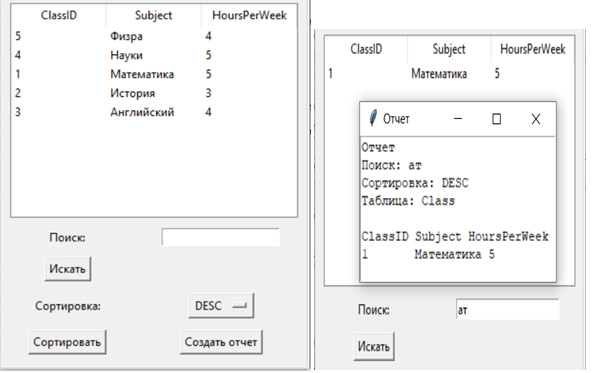 ClassID Subject HoursPerWeek
5 Физра 4
4 Науки 5
1 Математика 5
2 История 3
3 Английский 4
Поиск:
Искать
Сортировка: DESC
Сортировать Создать отчет
ClassID Subject HoursPerWeek
1 Математика 5
Отчет
Отчет
Поиск: ат
Сортировка: DESC
Таблица: Class
ClassID Subject HoursPerWeek
1 Математика 5
Поиск: ат
Искать